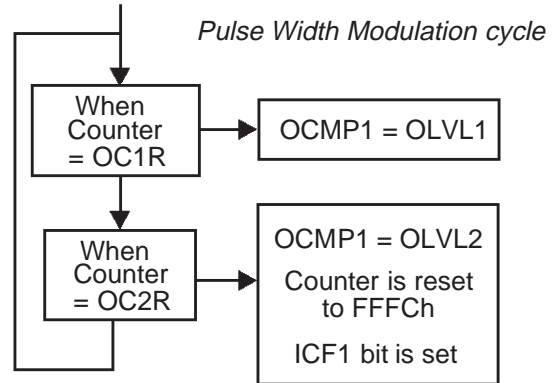 Pulse Width Modulation cycle
When
Counter
= OC1R
OCMP1 = OLVL1
When
Counter
= OC2R
OCMP1 = OLVL2
Counter is reset
to FFFCh
ICF1 bit is set